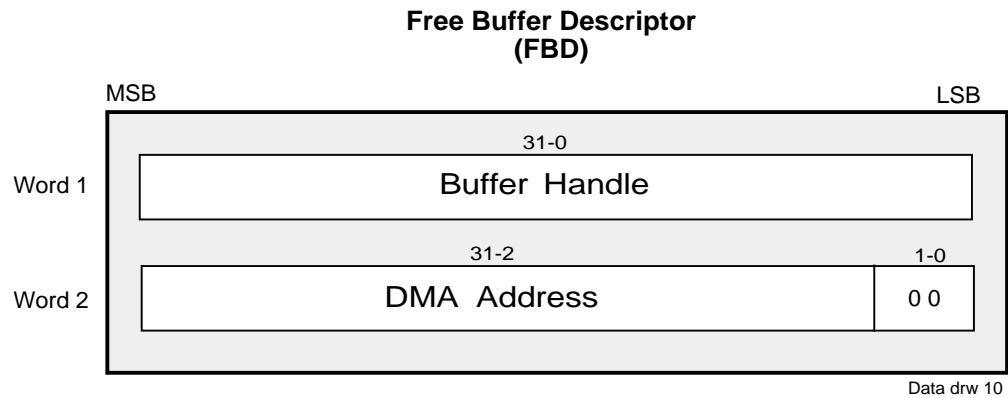 Free Buffer Descriptor
(FBD)
MSB LSB
31-0
Word 1 Buffer Handle
31-2 1-0
Word 2 DMA Address 0 0
Data drw 10